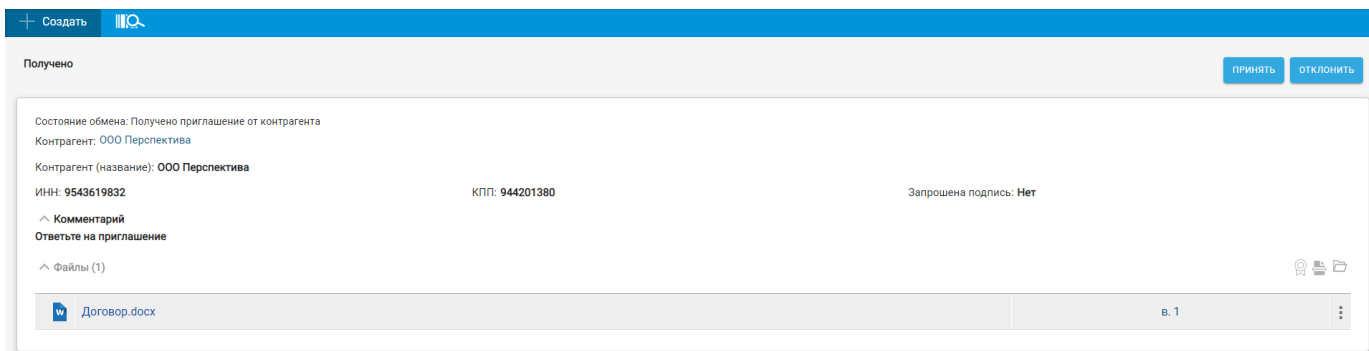 Создать
Получено
ПРИНЯТЬ ОТКЛОНИТЬ
Состояние обмена: Получено приглашение от контрагента
Контрагент: ООО Перспектива
Контрагент (название): ООО Перспектива
ИНН: 9543619832 КПП: 944201380 Запрошена подпись: Нет
Комментарий
Ответьте на приглашение
Файлы (1)
Договор.docx в. 1